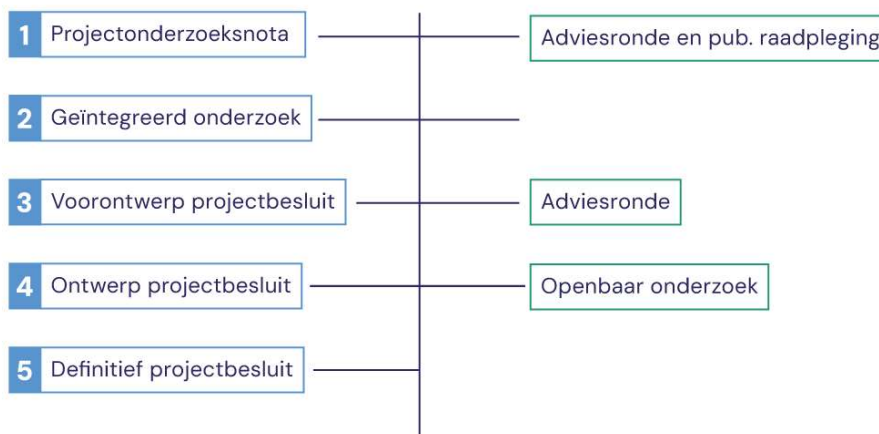 1 Projectonderzoeksnota
Adviesronde en pub. raadpleging
2 Geïntegreerd onderzoek
3 Voorontwerp projectbesluit
Adviesronde
4 Ontwerp projectbesluit
Openbaar onderzoek
5 Definitief projectbesluit